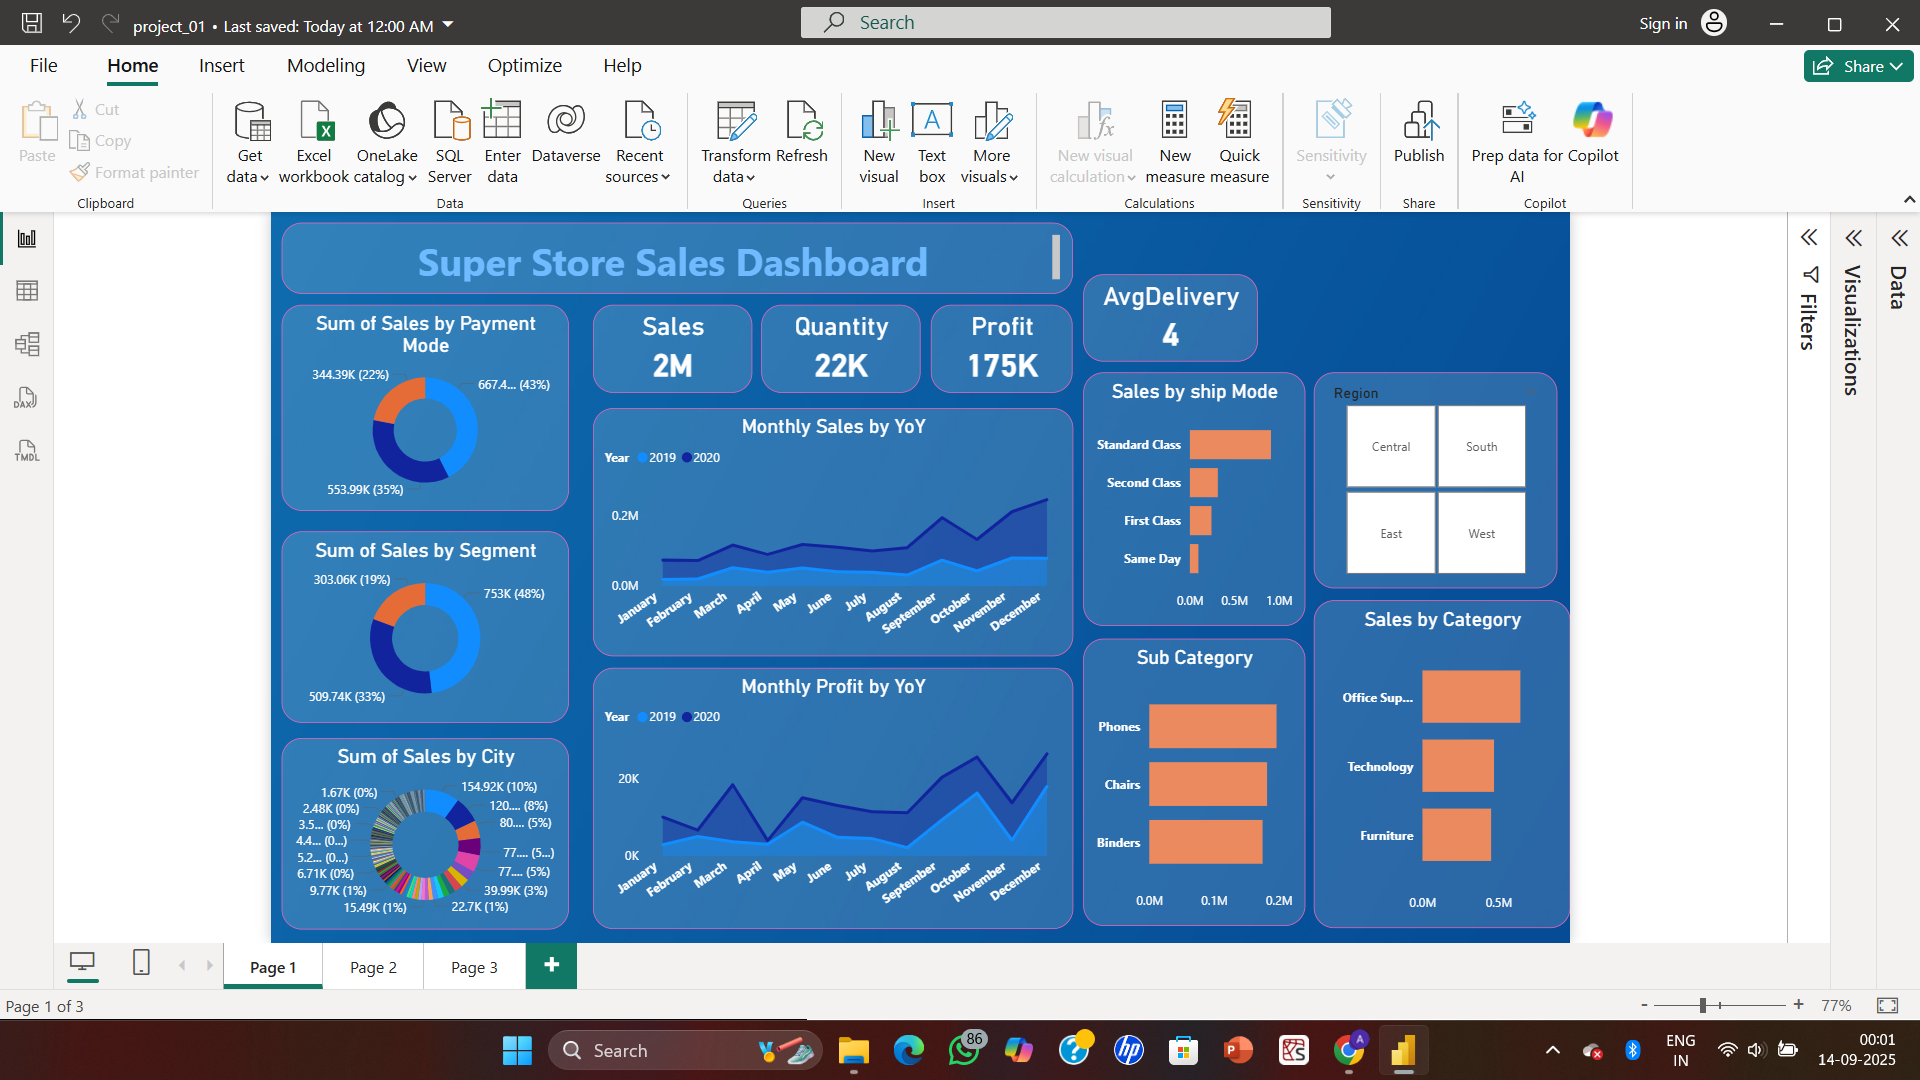 project_01 • Last saved: Today at 12:00 AM
Search
Sign in
File
Home
Insert
Modeling
View
Optimize
Help
Share
Paste
Cut
Copy
Format painter
Clipboard
Get data
Excel workbook
OneLake catalog
SQL Server
Enter data
Dataverse
Recent sources
Data
Transform data
Refresh
Queries
New visual
A
Text box
More visuals
Insert
New visual calculation
New measure
Quick measure
Calculations
Sensitivity
Sensitivity
Publish
Share
Prep data for AI
Copilot
Copilot
DAX
TMDL
Super Store Sales Dashboard
AvgDelivery
4
Sum of Sales by Payment
Mode
344.39K (22%)
667.4... (43%)
553.99K (35%)
Sales
2M
Quantity
22K
Profit
175K
Monthly Sales by YoY
Year 2019 2020
0.2M
0.0M
January
February
March
April
May
June
July
August
September
October
November
December
Sales by ship Mode
Standard Class
Second Class
First Class
Same Day
0.0M 0.5M 1.0M
Region
Central
South
East
West
Sum of Sales by Segment
303.06K (19%)
753K (48%)
509.74K (33%)
Monthly Profit by YoY
Year 2019 2020
20K
0K
January
February
March
April
May
June
July
August
September
October
November
December
Sub Category
Phones
Chairs
Binders
0.0M 0.1M 0.2M
Sales by Category
Office Sup...
Technology
Furniture
0.0M 0.5M
Sum of Sales by City
1.67K (0%)
2.48K (0%)
3.5... (0%)
4.4... (0...)
5.2... (0...)
6.71K (0%)
9.77K (1%)
15.49K (1%)
154.92K (10%)
120.... (8%)
80.... (5%)
77.... (5...)
77.... (5%)
39.99K (3%)
22.7K (1%)
Filters
Visualizations
Data
Page 1
Page 2
Page 3
+
Page 1 of 3
- + 77%
Search
86
hp
P
A
ENG
IN
00:01
14-09-2025